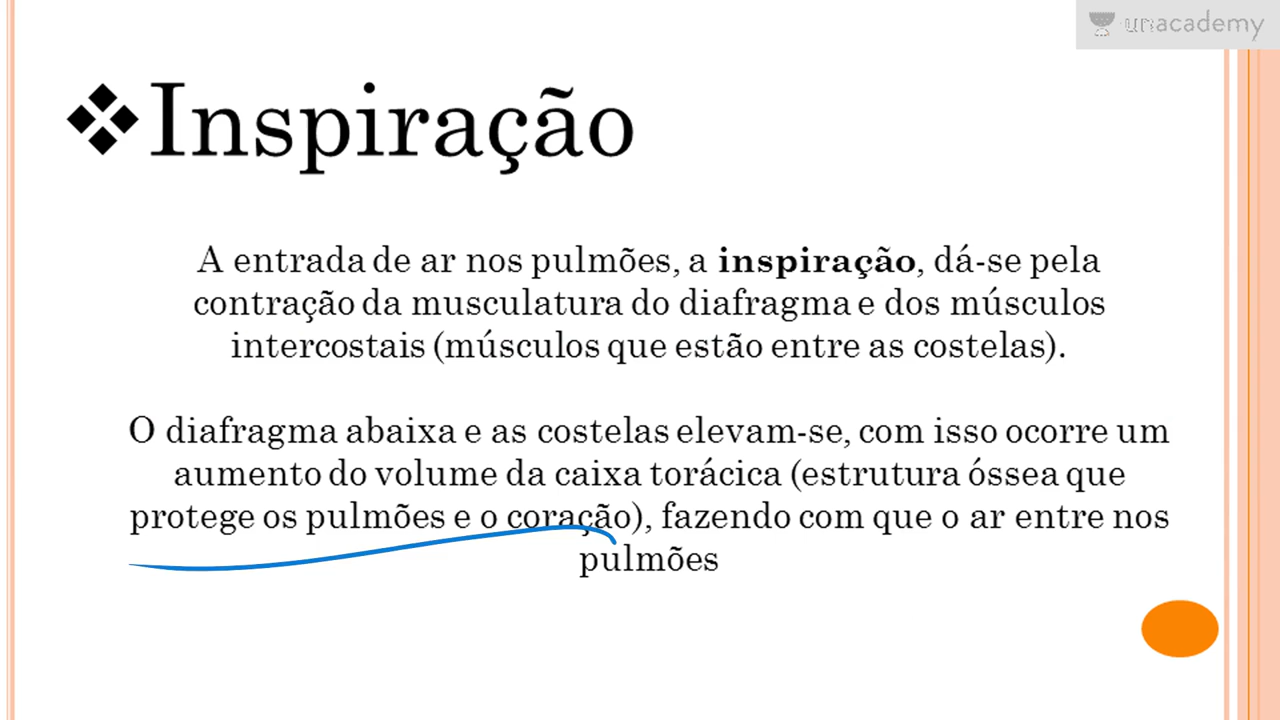 unacademy
Inspiração
A entrada de ar nos pulmões, a inspiração, dá-se pela
contração da musculatura do diafragma e dos músculos
intercostais (músculos que estão entre as costelas).
O diafragma abaixa e as costelas elevam-se, com isso ocorre um
aumento do volume da caixa torácica (estrutura óssea que
protege os pulmões e o coração), fazendo com que o ar entre nos
pulmões